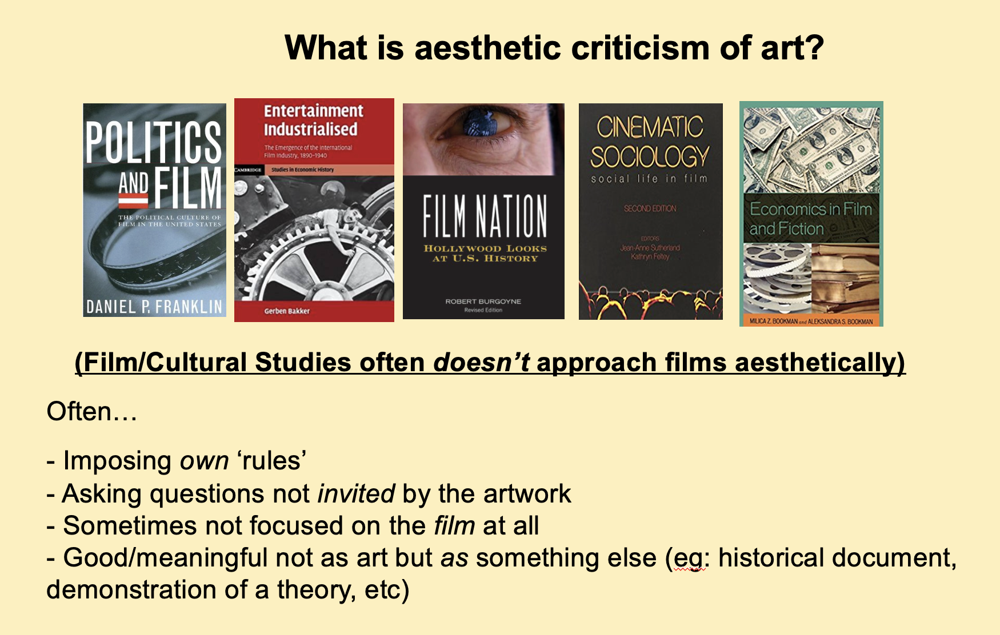 What is aesthetic criticism of art?
POLITICS
AND FILM
THE POLITICAL CULTURE OF
FILM IN THE UNITED STATES
DANIEL P. FRANKLIN
Entertainment
Industrialised
The Emergence of the International
Film Industry, 1890–1940
CAMBRIDGE Studies in Economic History
Gerben Bakker
FILM NATION
HOLLYWOOD LOOKS
AT U.S. HISTORY
ROBERT BURGOYNE
Revised Edition
CINEMATIC
SOCIOLOGY
social life in film
SECOND EDITION
EDITORS
Jean-Anne Sutherland
Kathryn Feltey
Economics in Film
and Fiction
MILICA Z. BOOKMAN and ALEKSANDRA S. BOOKMAN
(Film/Cultural Studies often doesn’t approach films aesthetically)
Often…
- Imposing own ‘rules’
- Asking questions not invited by the artwork
- Sometimes not focused on the film at all
- Good/meaningful not as art but as something else (eg: historical document,
demonstration of a theory, etc)